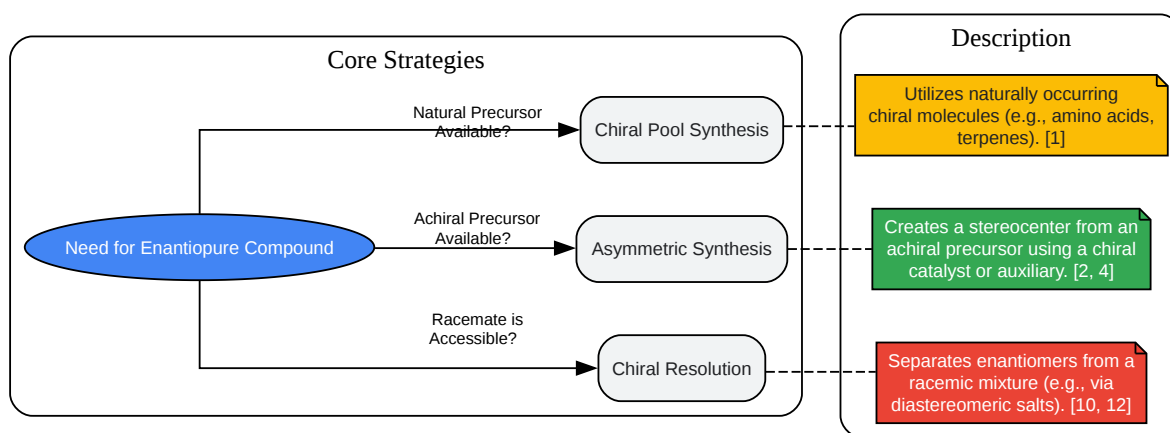 Core Strategies
Description
Natural Precursor
Available?
Chiral Pool Synthesis
Utilizes naturally occurring
chiral molecules (e.g., amino acids,
terpenes). [1]
Need for Enantiopure Compound
Achiral Precursor
Available?
Asymmetric Synthesis
Creates a stereocenter from an
achiral precursor using a chiral
catalyst or auxiliary. [2, 4]
Racemate is
Accessible?
Chiral Resolution
Separates enantiomers from a
racemic mixture (e.g., via
diastereomeric salts). [10, 12]